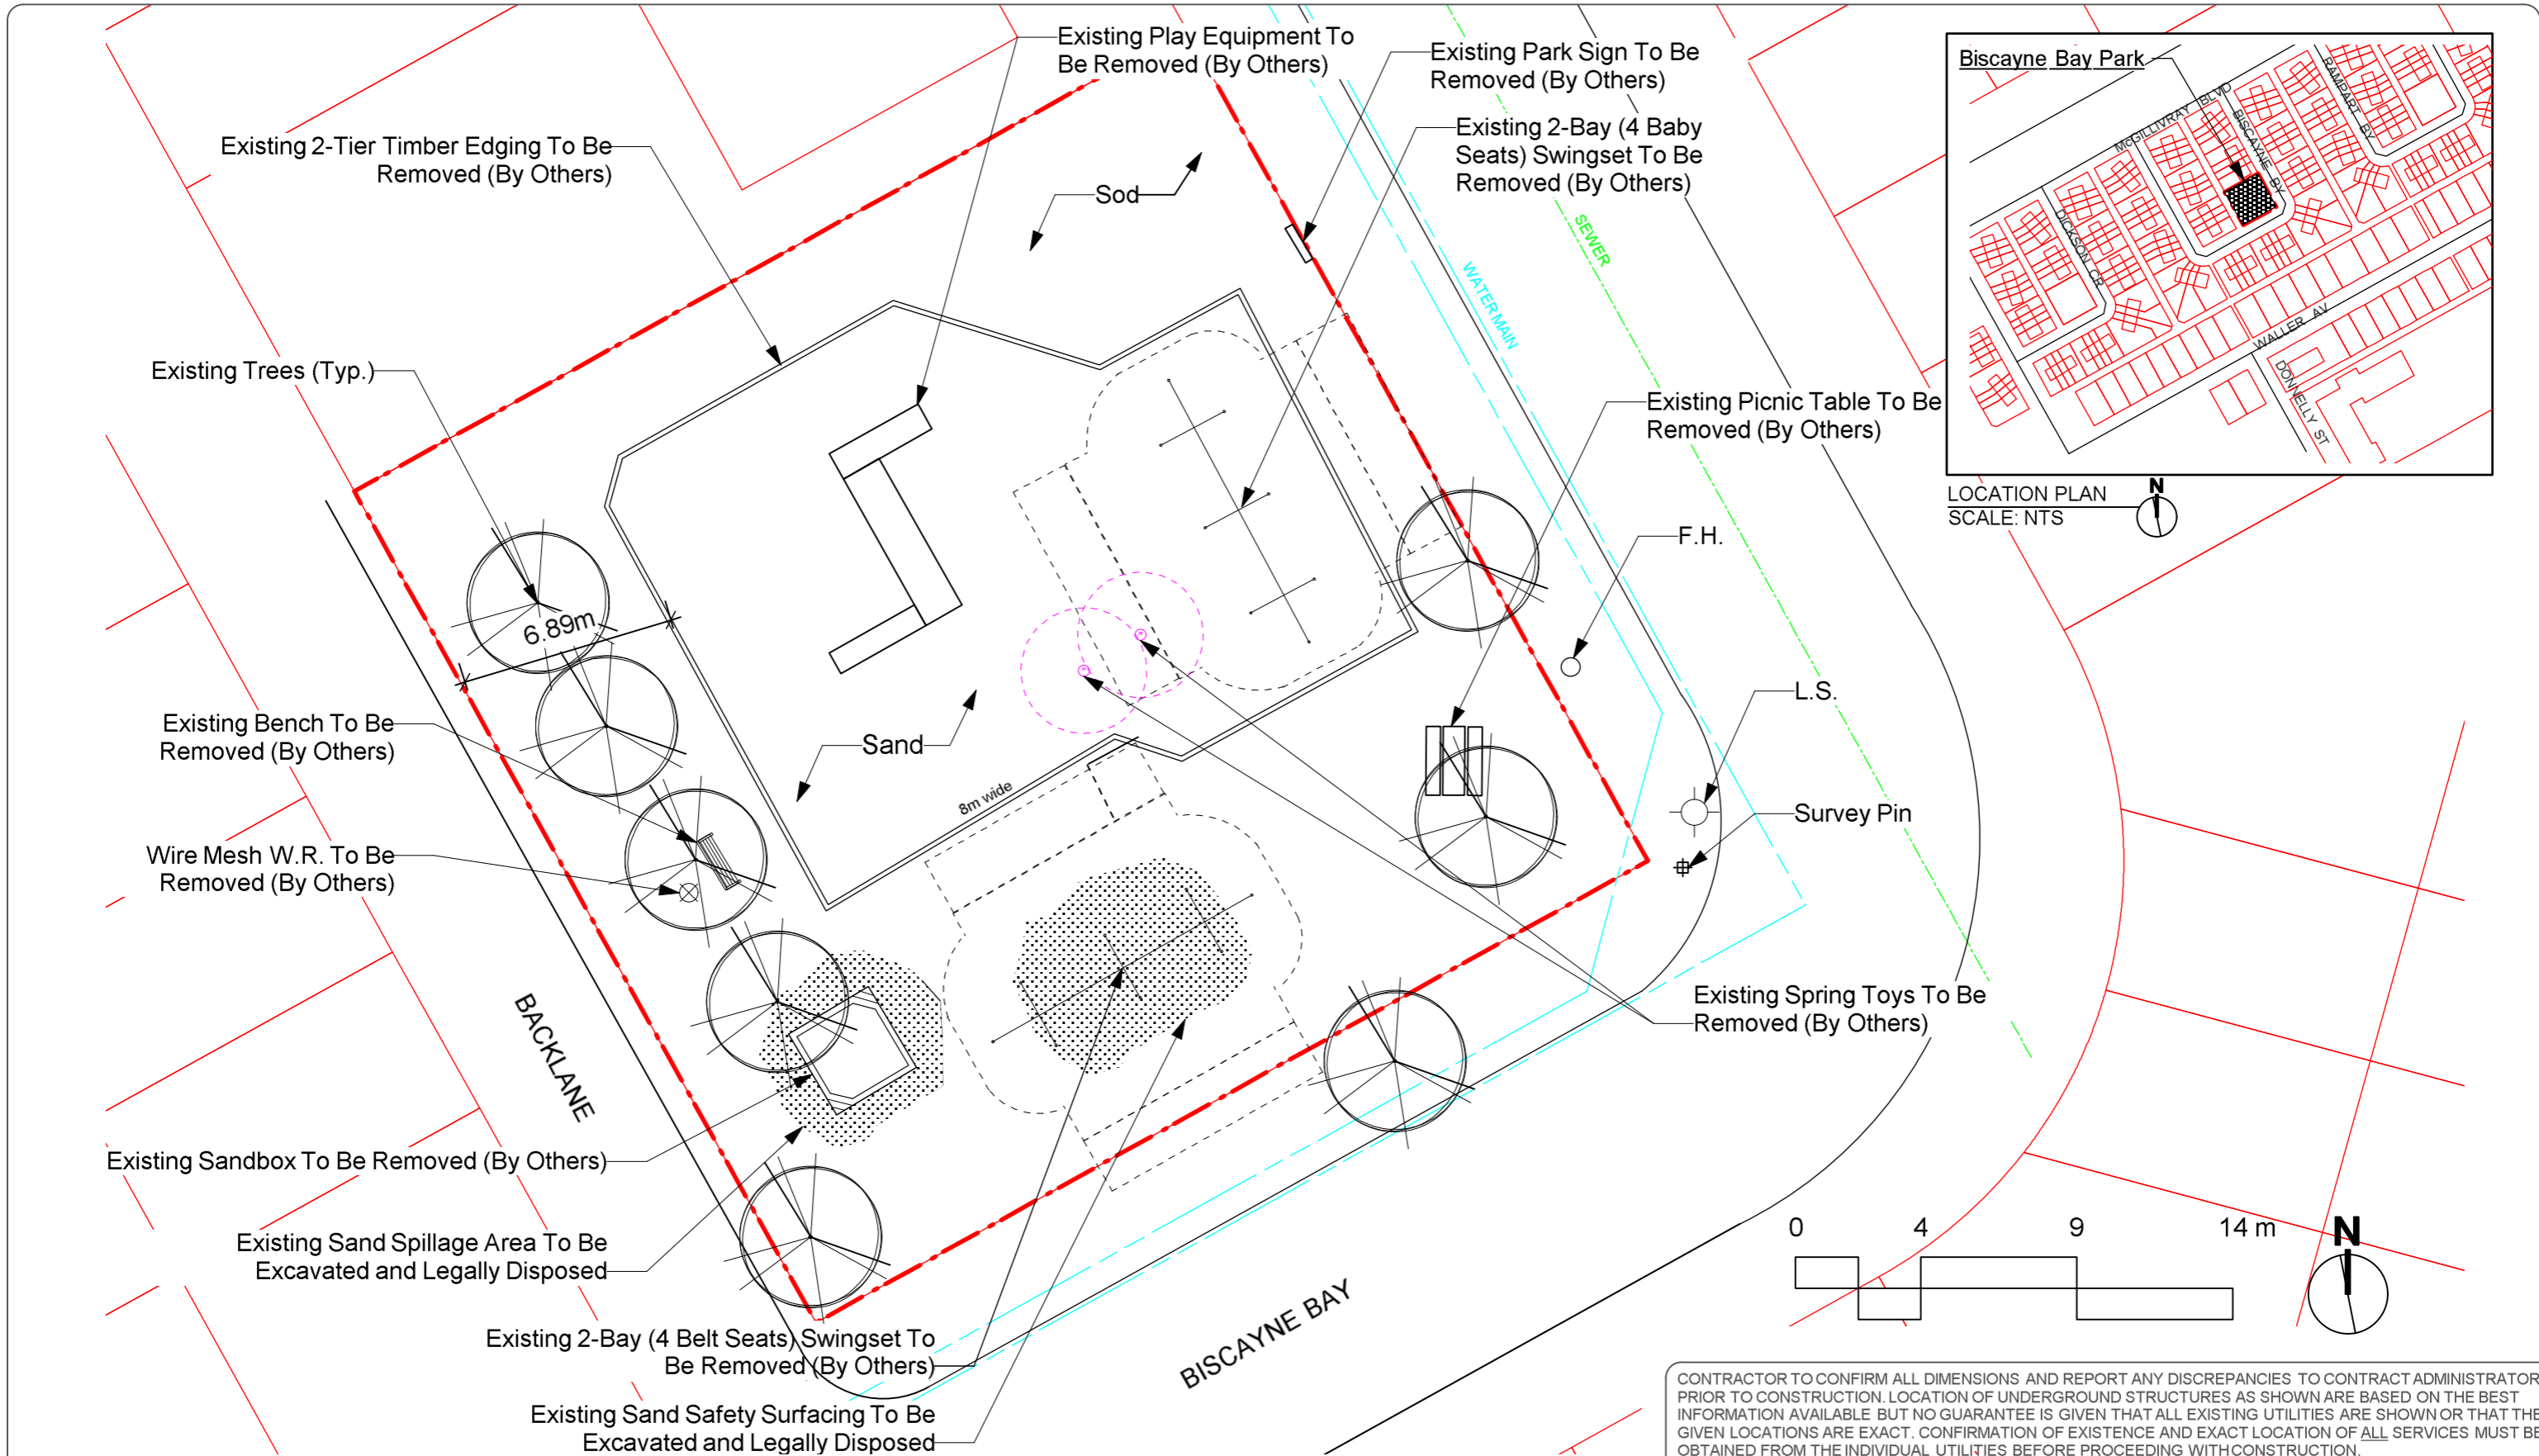 Existing Play Equipment To
Be Removed (By Others)
Existing Park Sign To Be
Removed (By Others)
Existing 2-Bay (4 Baby
Seats) Swingset To Be
Removed (By Others)
Existing 2-Tier Timber Edging To Be
Removed (By Others)
Sod
SEWER
WATERMAIN
Biscayne Bay Park
McGILLIVRAY BLVD
BISCAYNE BY
RAMPART BY
DICKSON CR
WALLER AV
DONNELLY ST
LOCATION PLAN
SCALE: NTS
N
Existing Trees (Typ.)
Existing Picnic Table To Be
Removed (By Others)
F.H.
6.89m
L.S.
Existing Bench To Be
Removed (By Others)
Sand
8m wide
Survey Pin
Wire Mesh W.R. To Be
Removed (By Others)
Existing Spring Toys To Be
Removed (By Others)
BACKLANE
Existing Sandbox To Be Removed (By Others)
Existing Sand Spillage Area To Be
Excavated and Legally Disposed
Existing 2-Bay (4 Belt Seats) Swingset To
Be Removed (By Others)
Existing Sand Safety Surfacing To Be
Excavated and Legally Disposed
BISCAYNE BAY
0 4 9 14 m
N
CONTRACTOR TO CONFIRM ALL DIMENSIONS AND REPORT ANY DISCREPANCIES TO CONTRACT ADMINISTRATOR
PRIOR TO CONSTRUCTION. LOCATION OF UNDERGROUND STRUCTURES AS SHOWN ARE BASED ON THE BEST
INFORMATION AVAILABLE BUT NO GUARANTEE IS GIVEN THAT ALL EXISTING UTILITIES ARE SHOWN OR THAT THE
GIVEN LOCATIONS ARE EXACT. CONFIRMATION OF EXISTENCE AND EXACT LOCATION OF ALL SERVICES MUST BE
OBTAINED FROM THE INDIVIDUAL UTILITIES BEFORE PROCEEDING WITH CONSTRUCTION.